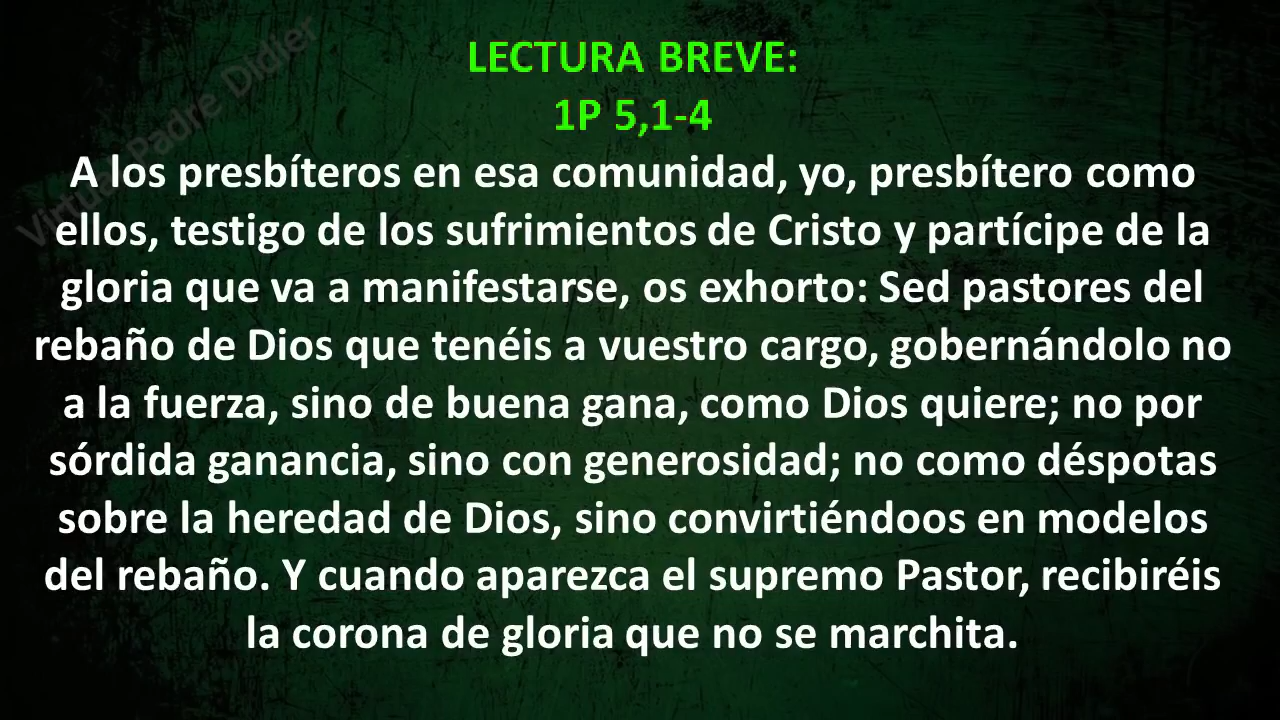 LECTURA BREVE:
1P 5,1-4
A los presbíteros en esa comunidad, yo, presbítero como
ellos, testigo de los sufrimientos de Cristo y partícipe de la
gloria que va a manifestarse, os exhorto: Sed pastores del
rebaño de Dios que tenéis a vuestro cargo, gobernándolo no
a la fuerza, sino de buena gana, como Dios quiere; no por
sórdida ganancia, sino con generosidad; no como déspotas
sobre la heredad de Dios, sino convirtiéndoos en modelos
del rebaño. Y cuando aparezca el supremo Pastor, recibiréis
la corona de gloria que no se marchita.
Padre Didier